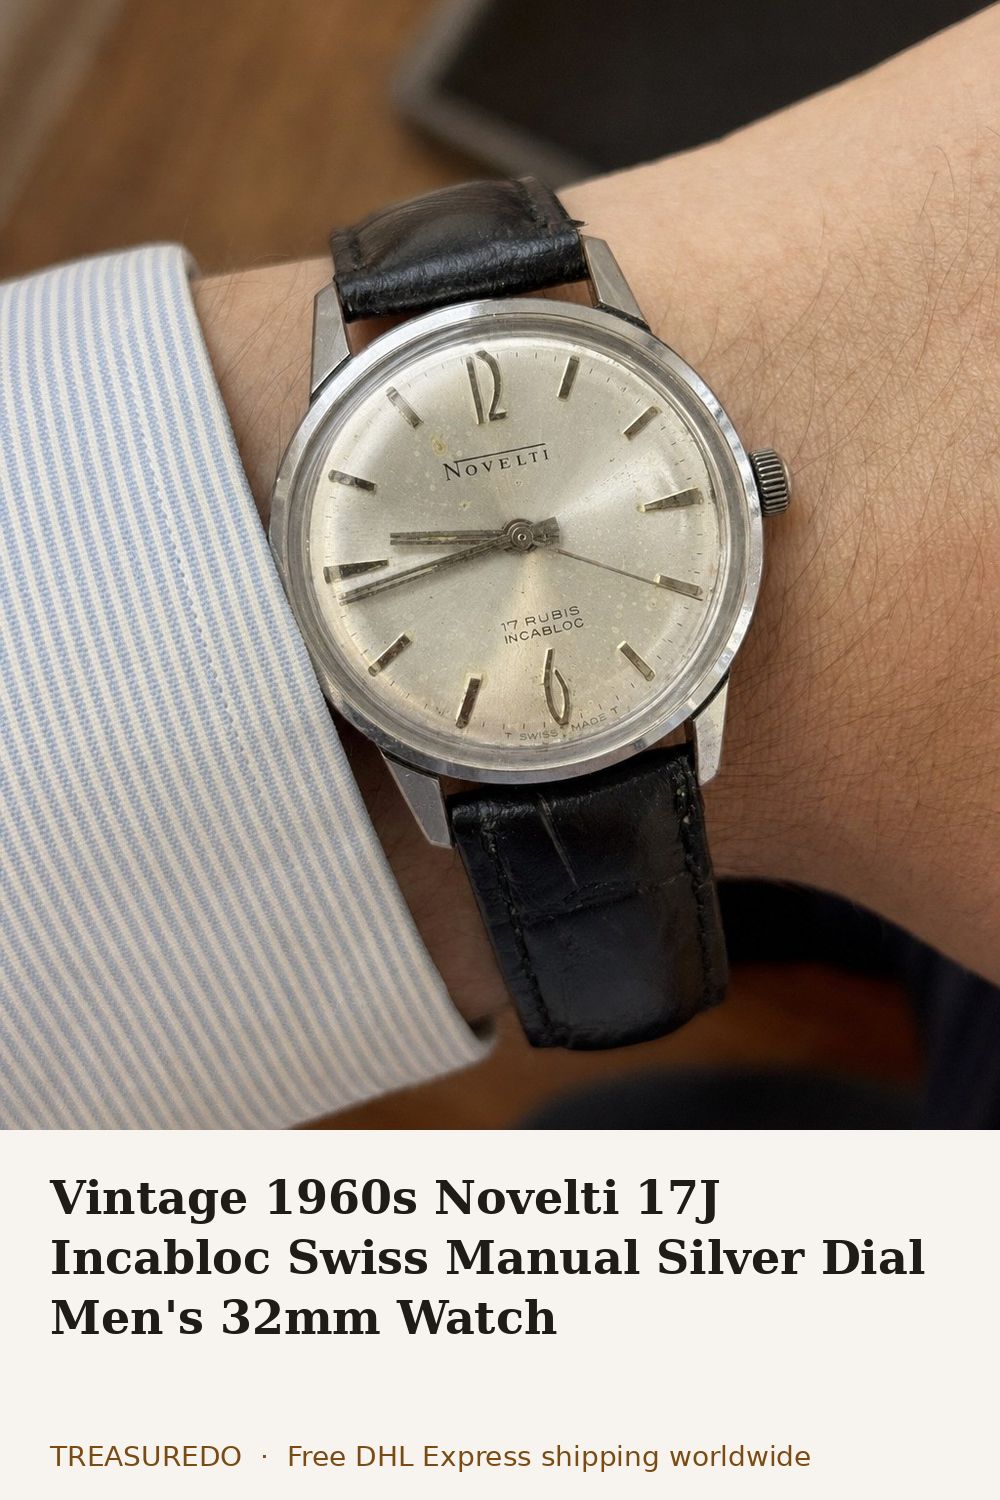 12
NOVELTI
17 RUBIS
INCABLOC
6
T SWISS MADE T
Vintage 1960s Novelti 17J
Incabloc Swiss Manual Silver Dial
Men's 32mm Watch
TREASUREDO · Free DHL Express shipping worldwide